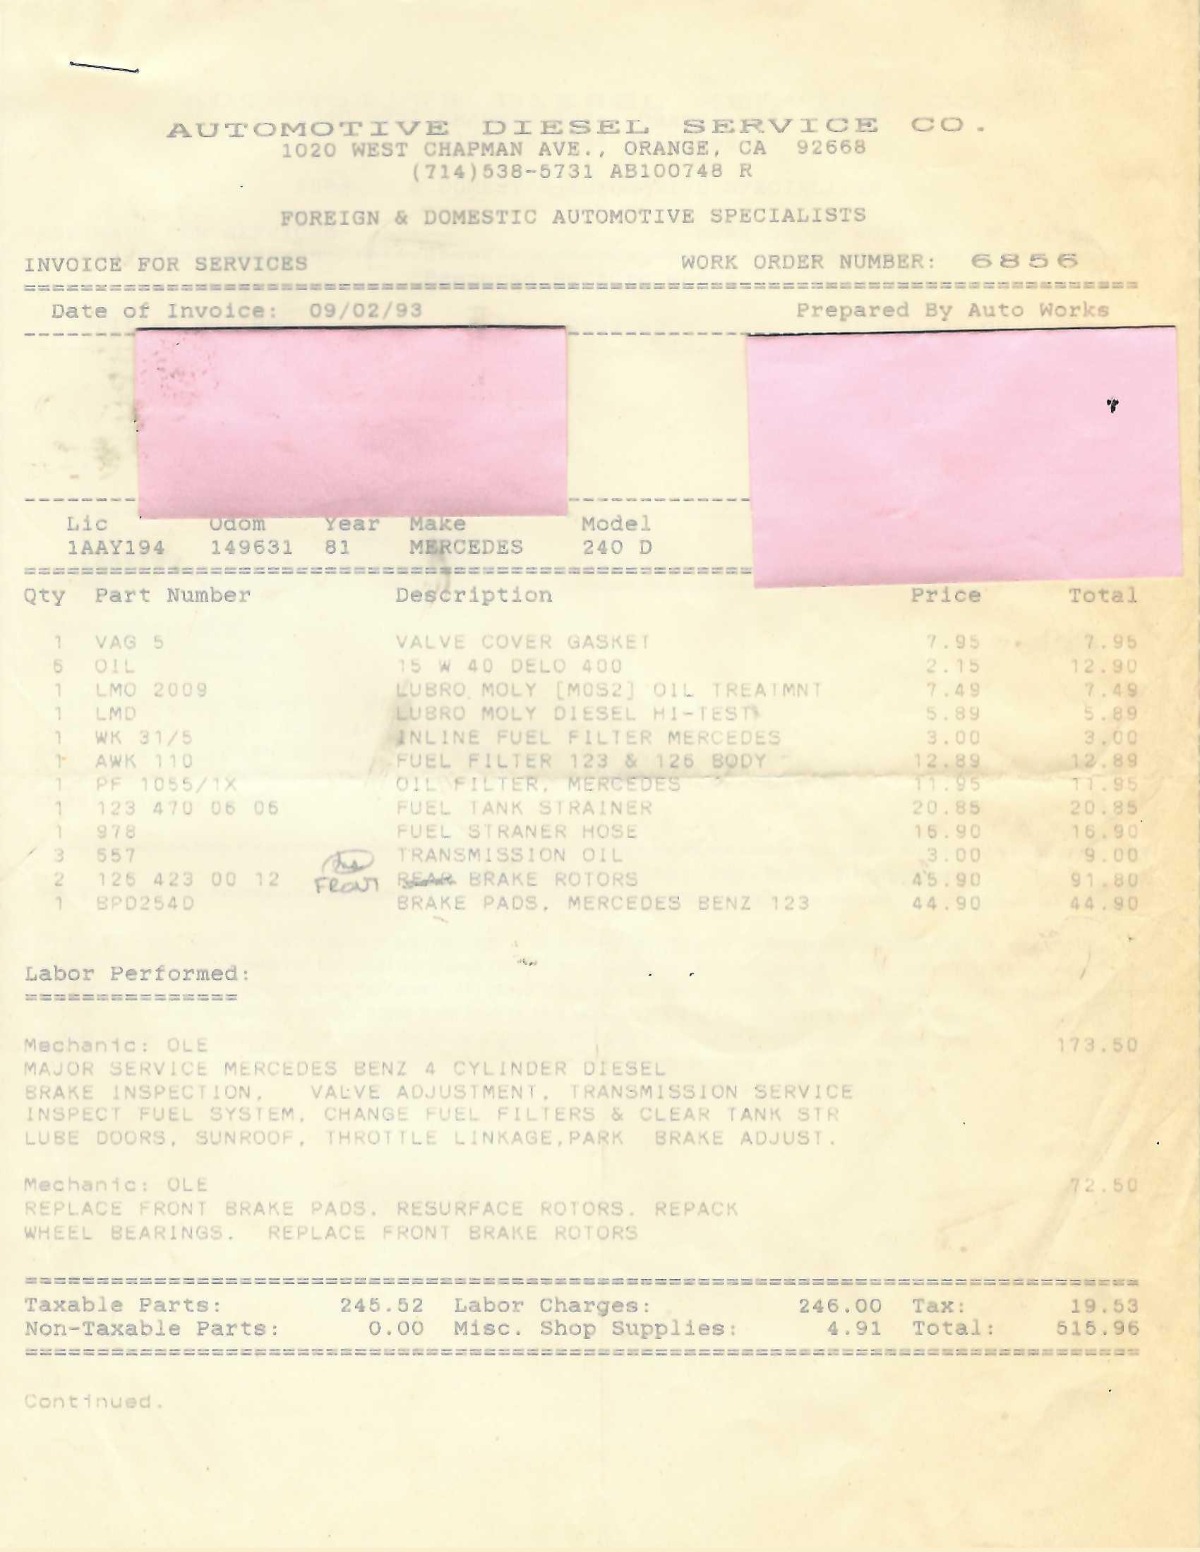 AUTOMOTIVE DIESEL SERVICE CO.
1020 WEST CHAPMAN AVE., ORANGE, CA 92668
(714)538-5731 AB100748 R
FOREIGN & DOMESTIC AUTOMOTIVE SPECIALISTS
INVOICE FOR SERVICES WORK ORDER NUMBER: 6856
Date of Invoice: 09/02/93 Prepared By Auto Works
Lic Odom Year Make Model
1AAY194 149631 81 MERCEDES 240 D
Qty Part Number Description Price Total
1 VAG 5 VALVE COVER GASKET 7.95 7.95
6 OIL 15 W 40 DELO 400 2.15 12.90
1 LMO 2009 LUBRO MOLY [MOS2] OIL TREATMNT 7.49 7.49
1 LMD LUBRO MOLY DIESEL HI-TEST 5.89 5.89
1 WK 31/5 INLINE FUEL FILTER MERCEDES 3.00 3.00
1 AWK 110 FUEL FILTER 123 & 126 BODY 12.89 12.89
1 PF 1055/1X OIL FILTER, MERCEDES 11.95 11.95
1 123 470 06 06 FUEL TANK STRAINER 20.85 20.85
1 978 FUEL STRANER HOSE 16.90 16.90
3 557 TRANSMISSION OIL 3.00 9.00
2 126 423 00 12 FRONT REAR BRAKE ROTORS 45.90 91.80
1 BPD254D BRAKE PADS, MERCEDES BENZ 123 44.90 44.90
Labor Performed:
Mechanic: OLE 173.50
MAJOR SERVICE MERCEDES BENZ 4 CYLINDER DIESEL
BRAKE INSPECTION, VALVE ADJUSTMENT, TRANSMISSION SERVICE
INSPECT FUEL SYSTEM, CHANGE FUEL FILTERS & CLEAR TANK STR
LUBE DOORS, SUNROOF, THROTTLE LINKAGE,PARK BRAKE ADJUST.
Mechanic: OLE 72.50
REPLACE FRONT BRAKE PADS, RESURFACE ROTORS. REPACK
WHEEL BEARINGS. REPLACE FRONT BRAKE ROTORS
Taxable Parts: 245.52 Labor Charges: 246.00 Tax: 19.53
Non-Taxable Parts: 0.00 Misc. Shop Supplies: 4.91 Total: 515.96
Continued.